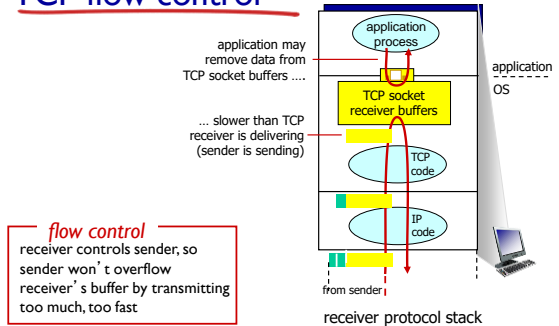 TCP flow control
application may
remove data from
TCP socket buffers ….
… slower than TCP
receiver is delivering
(sender is sending)
application
process
TCP socket
receiver buffers
TCP
code
IP
code
application
OS
from sender
receiver protocol stack
flow control
receiver controls sender, so
sender won’ t overflow
receiver’ s buffer by transmitting
too much, too fast